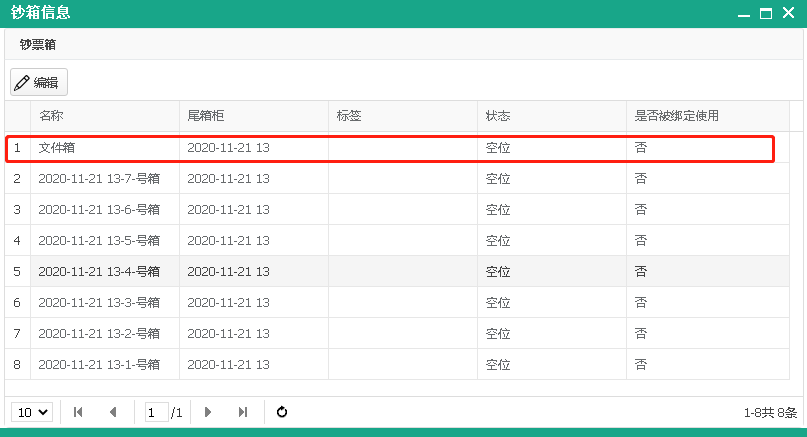 钞箱信息
钞票箱
编辑
名称 尾箱柜 标签 状态 是否被绑定使用
1 文件箱 2020-11-21 13 空位 否
2 2020-11-21 13-7-号箱 2020-11-21 13 空位 否
3 2020-11-21 13-6-号箱 2020-11-21 13 空位 否
4 2020-11-21 13-5-号箱 2020-11-21 13 空位 否
5 2020-11-21 13-4-号箱 2020-11-21 13 空位 否
6 2020-11-21 13-3-号箱 2020-11-21 13 空位 否
7 2020-11-21 13-2-号箱 2020-11-21 13 空位 否
8 2020-11-21 13-1-号箱 2020-11-21 13 空位 否
10 1 /1 1-8共 8条